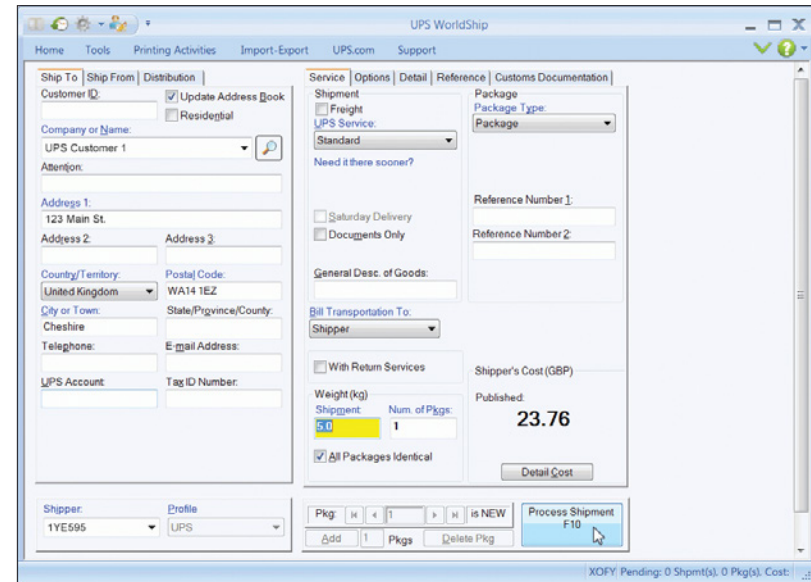 UPS WorldShip
Home Tools Printing Activities Import-Export UPS.com Support
Ship To Ship From Distribution
Customer ID:
Update Address Book
Residential
Company or Name:
UPS Customer 1
Attention:
Address 1:
123 Main St.
Address 2: Address 3:
Country/Territory: Postal Code:
United Kingdom WA14 1EZ
City or Town: State/Province/County:
Cheshire
Telephone: E-mail Address:
UPS Account: Tax ID Number:
Shipper: Profile
1YE595 UPS
Service Options Detail Reference Customs Documentation
Shipment
Freight
UPS Service:
Standard
Need it there sooner?
Saturday Delivery
Documents Only
General Desc. of Goods:
Bill Transportation To:
Shipper
With Return Services
Weight (kg)
Shipment: Num. of Pkgs:
5.0 1
All Packages Identical
Package
Package Type:
Package
Reference Number 1:
Reference Number 2:
Shipper's Cost (GBP)
Published:
23.76
Detail Cost
Pkg: 1 is NEW
Add 1 Pkgs Delete Pkg
Process Shipment
F10
XOFY Pending: 0 Shpmt(s), 0 Pkg(s), Cost: